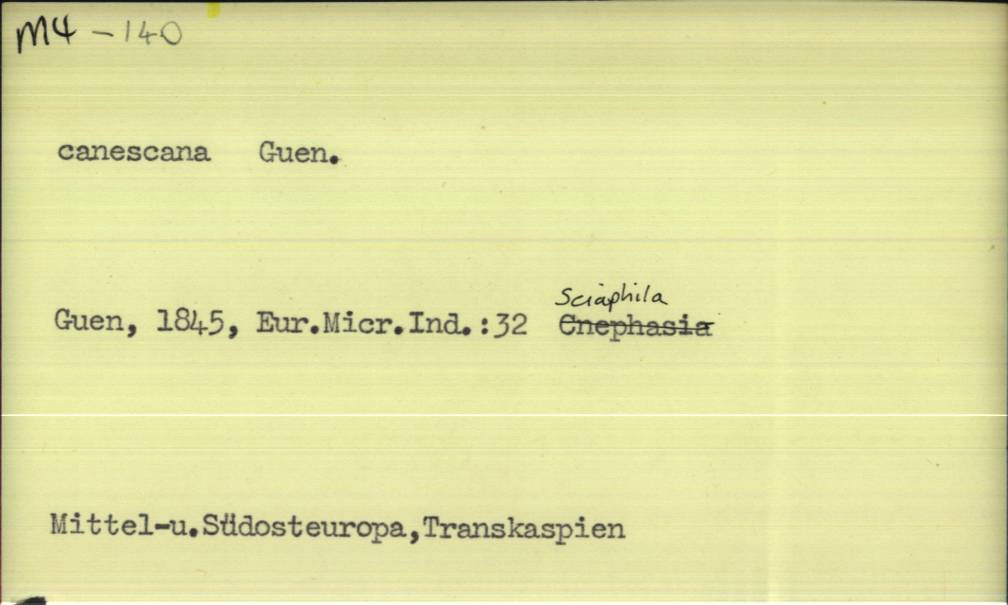 M4 - 140
canescana Guen.
Sciaphila
Guen, 1845, Eur.Micr.Ind.:32 Cnephasia
Mittel-u.Südosteuropa,Transkaspien